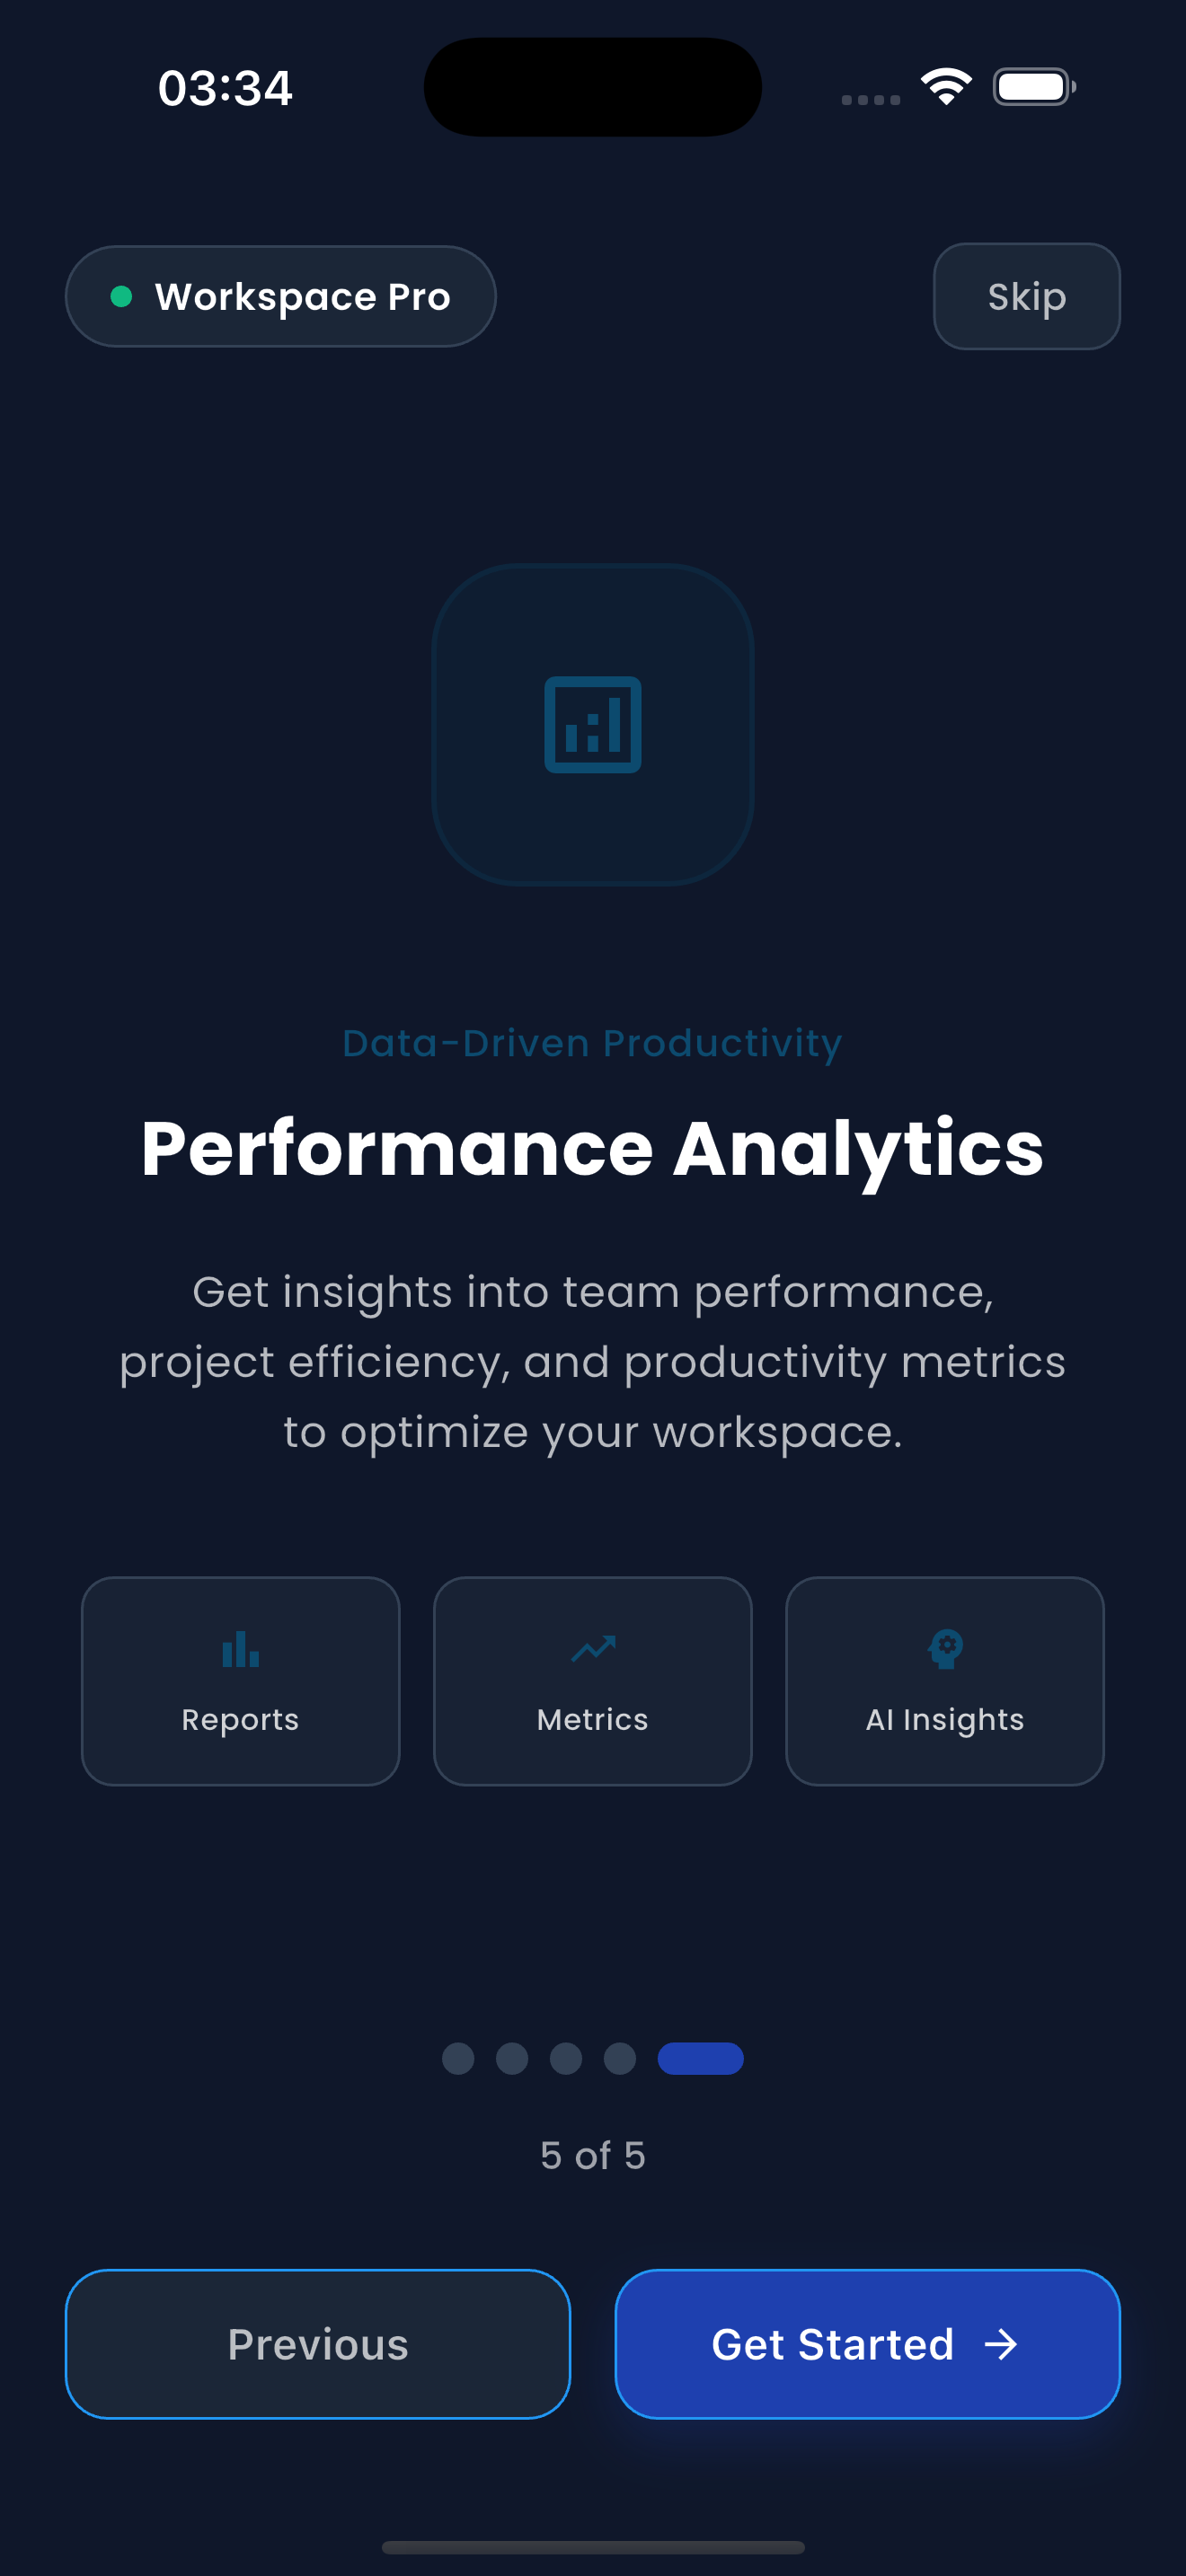 03:34
Workspace Pro
Skip
Data-Driven Productivity
Performance Analytics
Get insights into team performance,
project efficiency, and productivity metrics
to optimize your workspace.
Reports
Metrics
AI Insights
5 of 5
Previous
Get Started